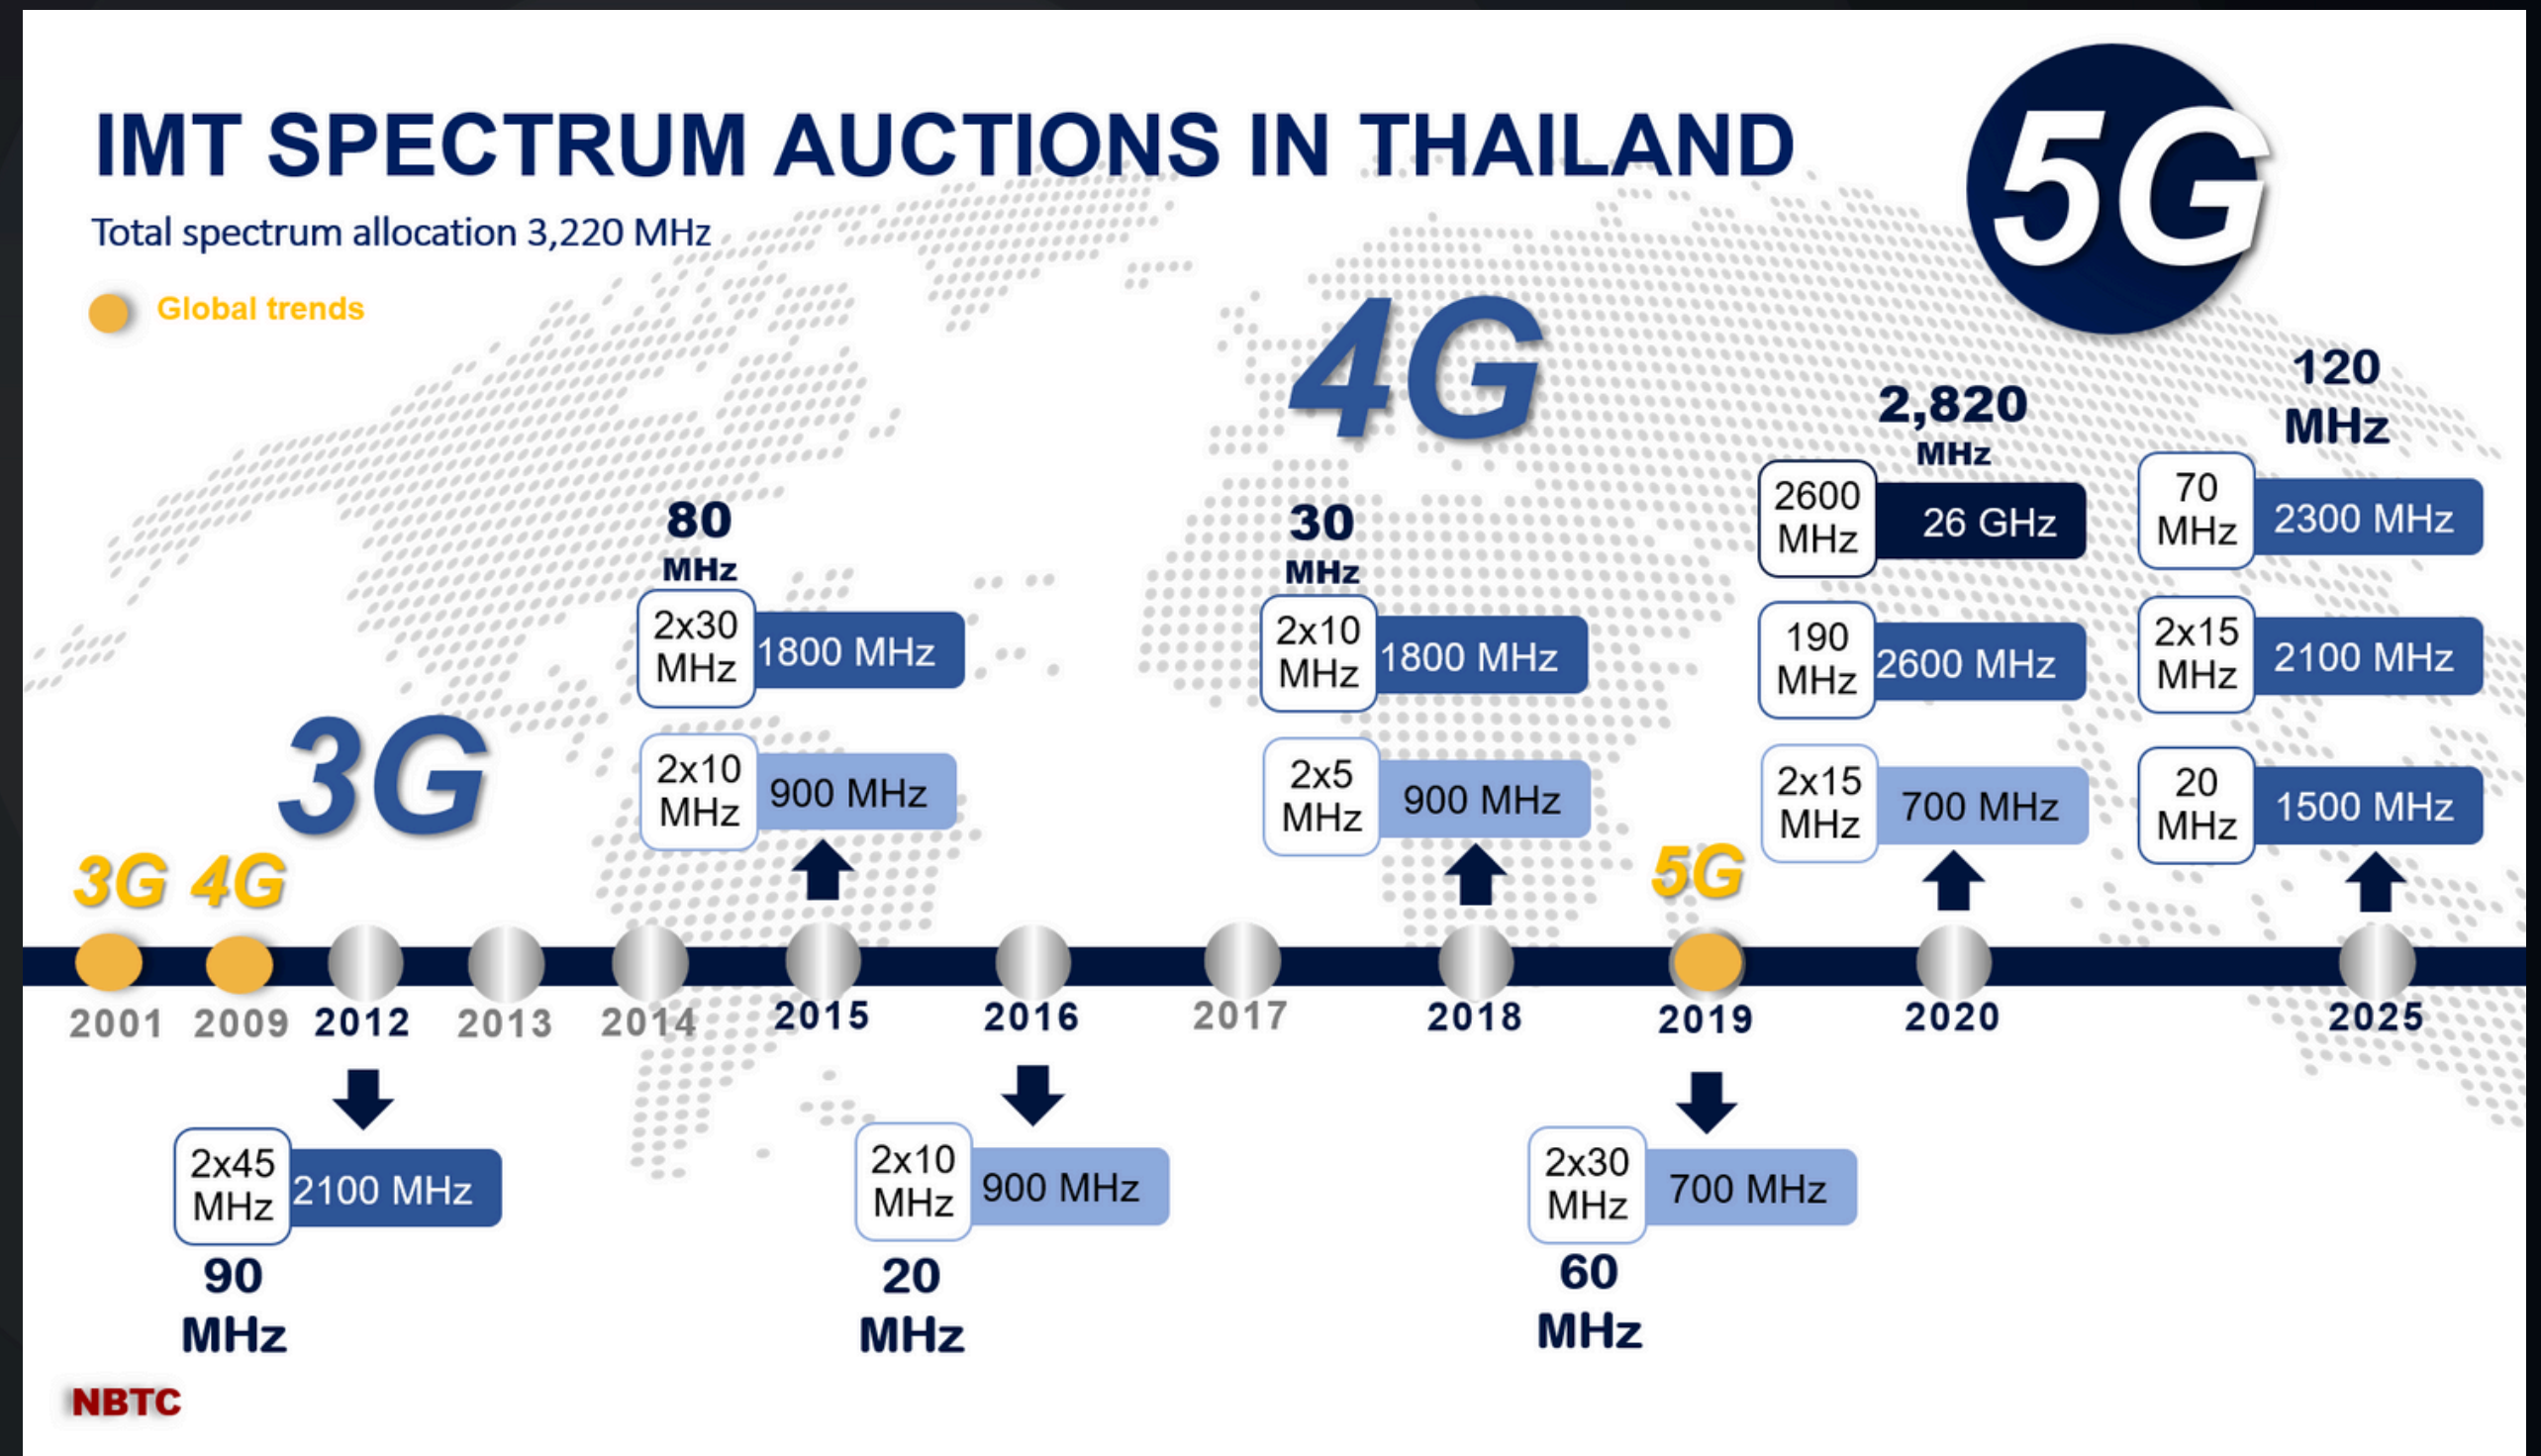 IMT SPECTRUM AUCTIONS IN THAILAND
5G
Total spectrum allocation 3,220 MHz
Global trends
4G
120
MHz
2,820
MHz
2600
MHz
26 GHz
70
MHz
2300 MHz
80
MHz
30
MHz
2x30
MHz
1800 MHz
2x10
MHz
1800 MHz
190
MHz
2600 MHz
2x15
MHz
2100 MHz
3G
2x10
MHz
900 MHz
2x5
MHz
900 MHz
2x15
MHz
700 MHz
20
MHz
1500 MHz
3G 4G
5G
2001 2009 2012 2013 2014 2015 2016 2017 2018 2019 2020 2025
2x45
MHz
2100 MHz
90
MHz
2x10
MHz
900 MHz
20
MHz
2x30
MHz
700 MHz
60
MHz
NBTC